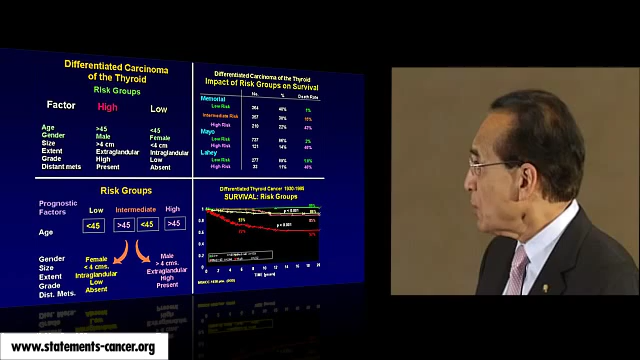 Differentiated Carcinoma
of the Thyroid
Risk Groups
Factor High Low
Age >45 <45
Gender Male Female
Size >4 cm <4 cm
Extent Extraglandular Intraglandular
Grade High Low
Distant mets Present Absent
Differentiated Carcinoma of the Thyroid
Impact of Risk Groups on Survival
No. % Death Rate
Memorial
Low Risk
Intermediate Risk
High Risk
Mayo
Low Risk
High Risk
Lahey
Low Risk
High Risk
Risk Groups
Prognostic
Factors
Low Intermediate High
Age <45 >45 <45 >45
Gender Female Male
Size < 4 cms. > 4 cms.
Extent Intraglandular Extraglandular
Grade Low High
Dist. Mets. Absent Present
Differentiated Thyroid Cancer 1930-1985
SURVIVAL: Risk Groups
TIME (years)
www.statements-cancer.org